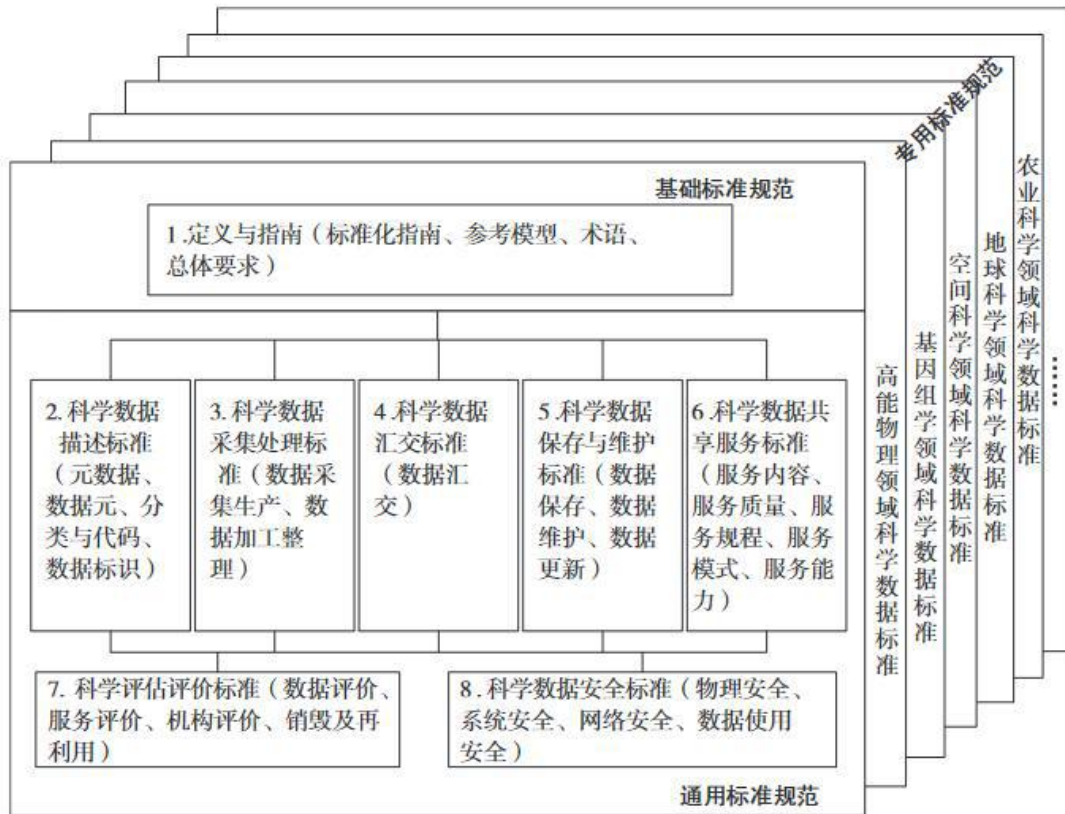 专用标准规范
基础标准规范
1.定义与指南（标准化指南、参考模型、术语、
总体要求）
2.科学数据
描述标准
（元数据、
数据元、分
类与代码、
数据标识）
3.科学数据
采集处理标
准（数据采
集生产、数
据加工整
理）
4.科学数据
汇交标准
（数据汇
交）
5.科学数据
保存与维护
标准（数据
保存、数据
维护、数据
更新）
6.科学数据共
享服务标准
（服务内容、
服务质量、服
务规程、服务
模式、服务能
力）
7.科学评估评价标准（数据评价、
服务评价、机构评价、销毁及再
利用）
8.科学数据安全标准（物理安全、
系统安全、网络安全、数据使用
安全）
通用标准规范
高能物理领域科学数据标准
基因组学领域科学数据标准
空间科学领域科学数据标准
地球科学领域科学数据标准
农业科学领域科学数据标准
……